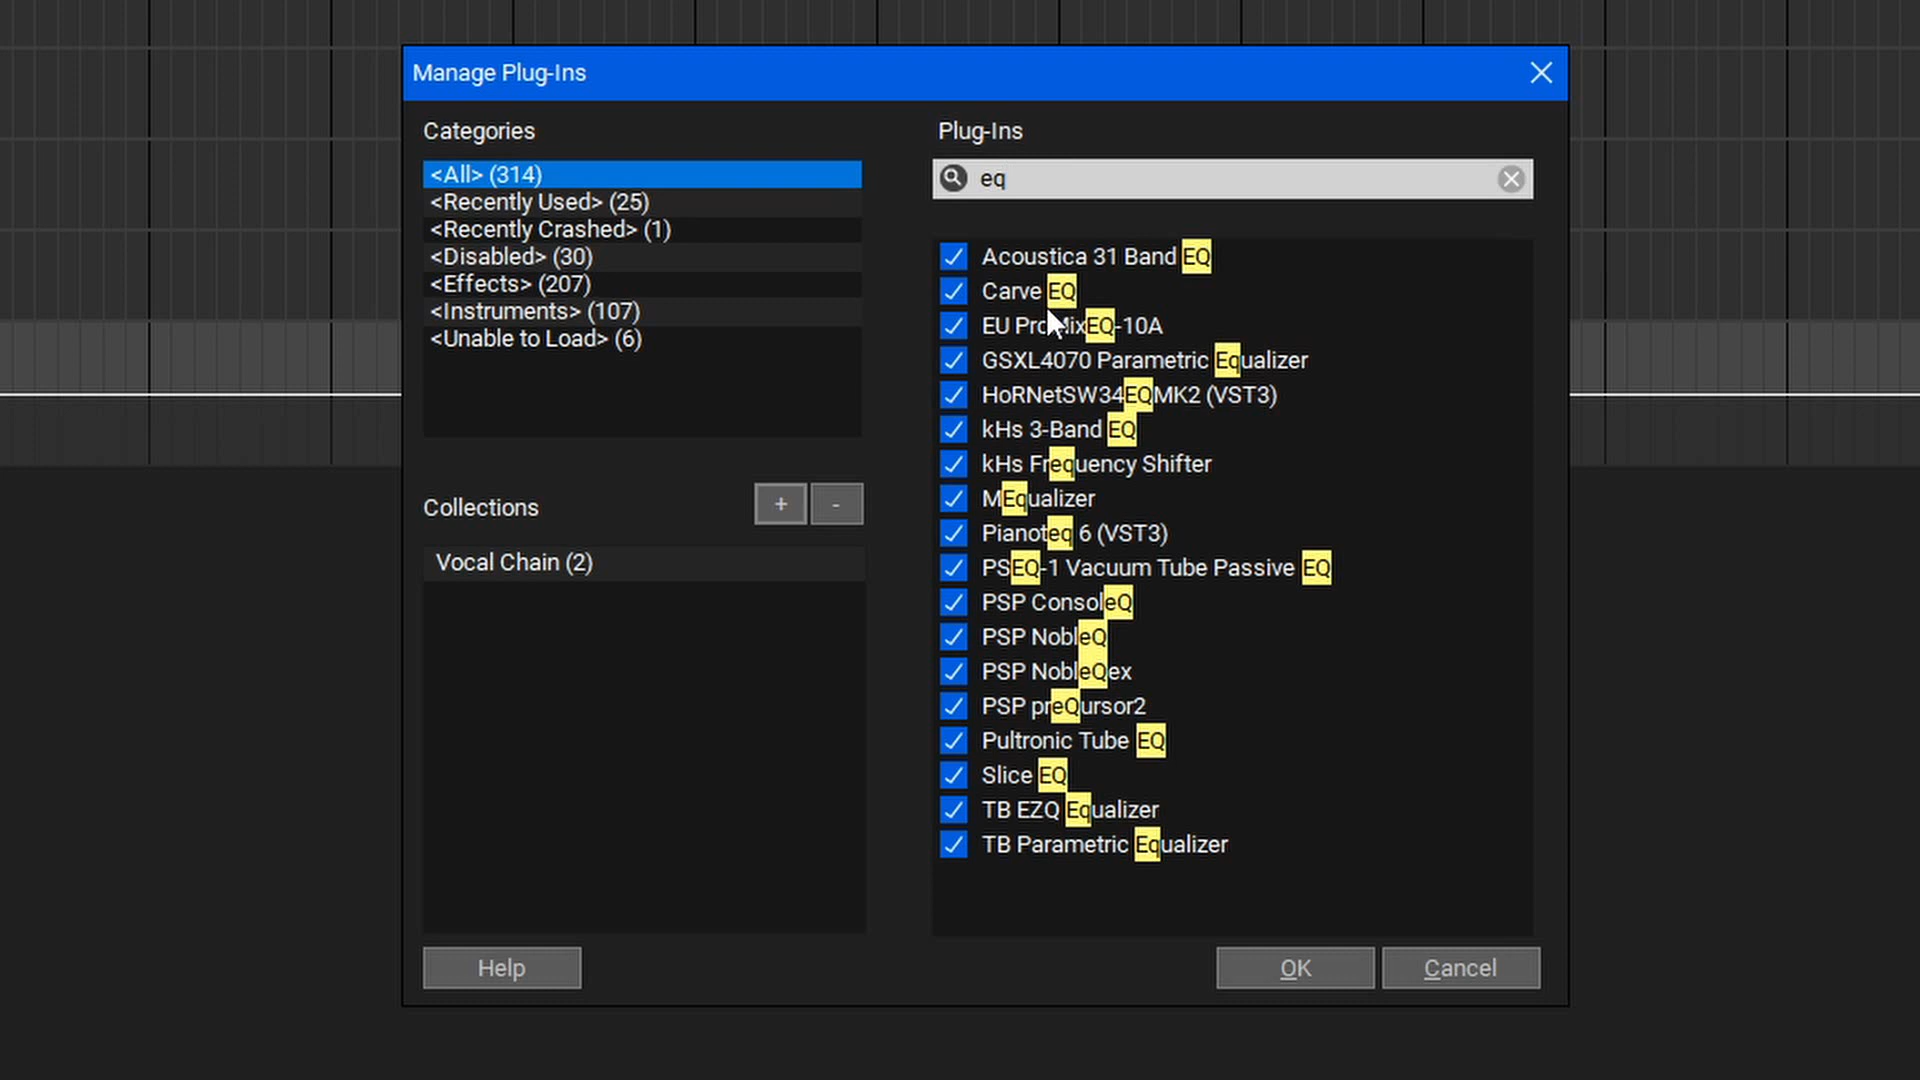 Manage Plug-Ins
Categories
<All> (314)
<Recently Used> (25)
<Recently Crashed> (1)
<Disabled> (30)
<Effects> (207)
<Instruments> (107)
<Unable to Load> (6)
Collections
+
-
Vocal Chain (2)
Plug-Ins
eq
Acoustica 31 Band EQ
Carve EQ
EU ProMixEQ-10A
GSXL4070 Parametric Equalizer
HoRNetSW34EQMK2 (VST3)
kHs 3-Band EQ
kHs Frequency Shifter
MEqualizer
Pianoteq 6 (VST3)
PSEQ-1 Vacuum Tube Passive EQ
PSP ConsoleQ
PSP NobleQ
PSP NobleQex
PSP preQursor2
Pultronic Tube EQ
Slice EQ
TB EZQ Equalizer
TB Parametric Equalizer
Help
OK
Cancel